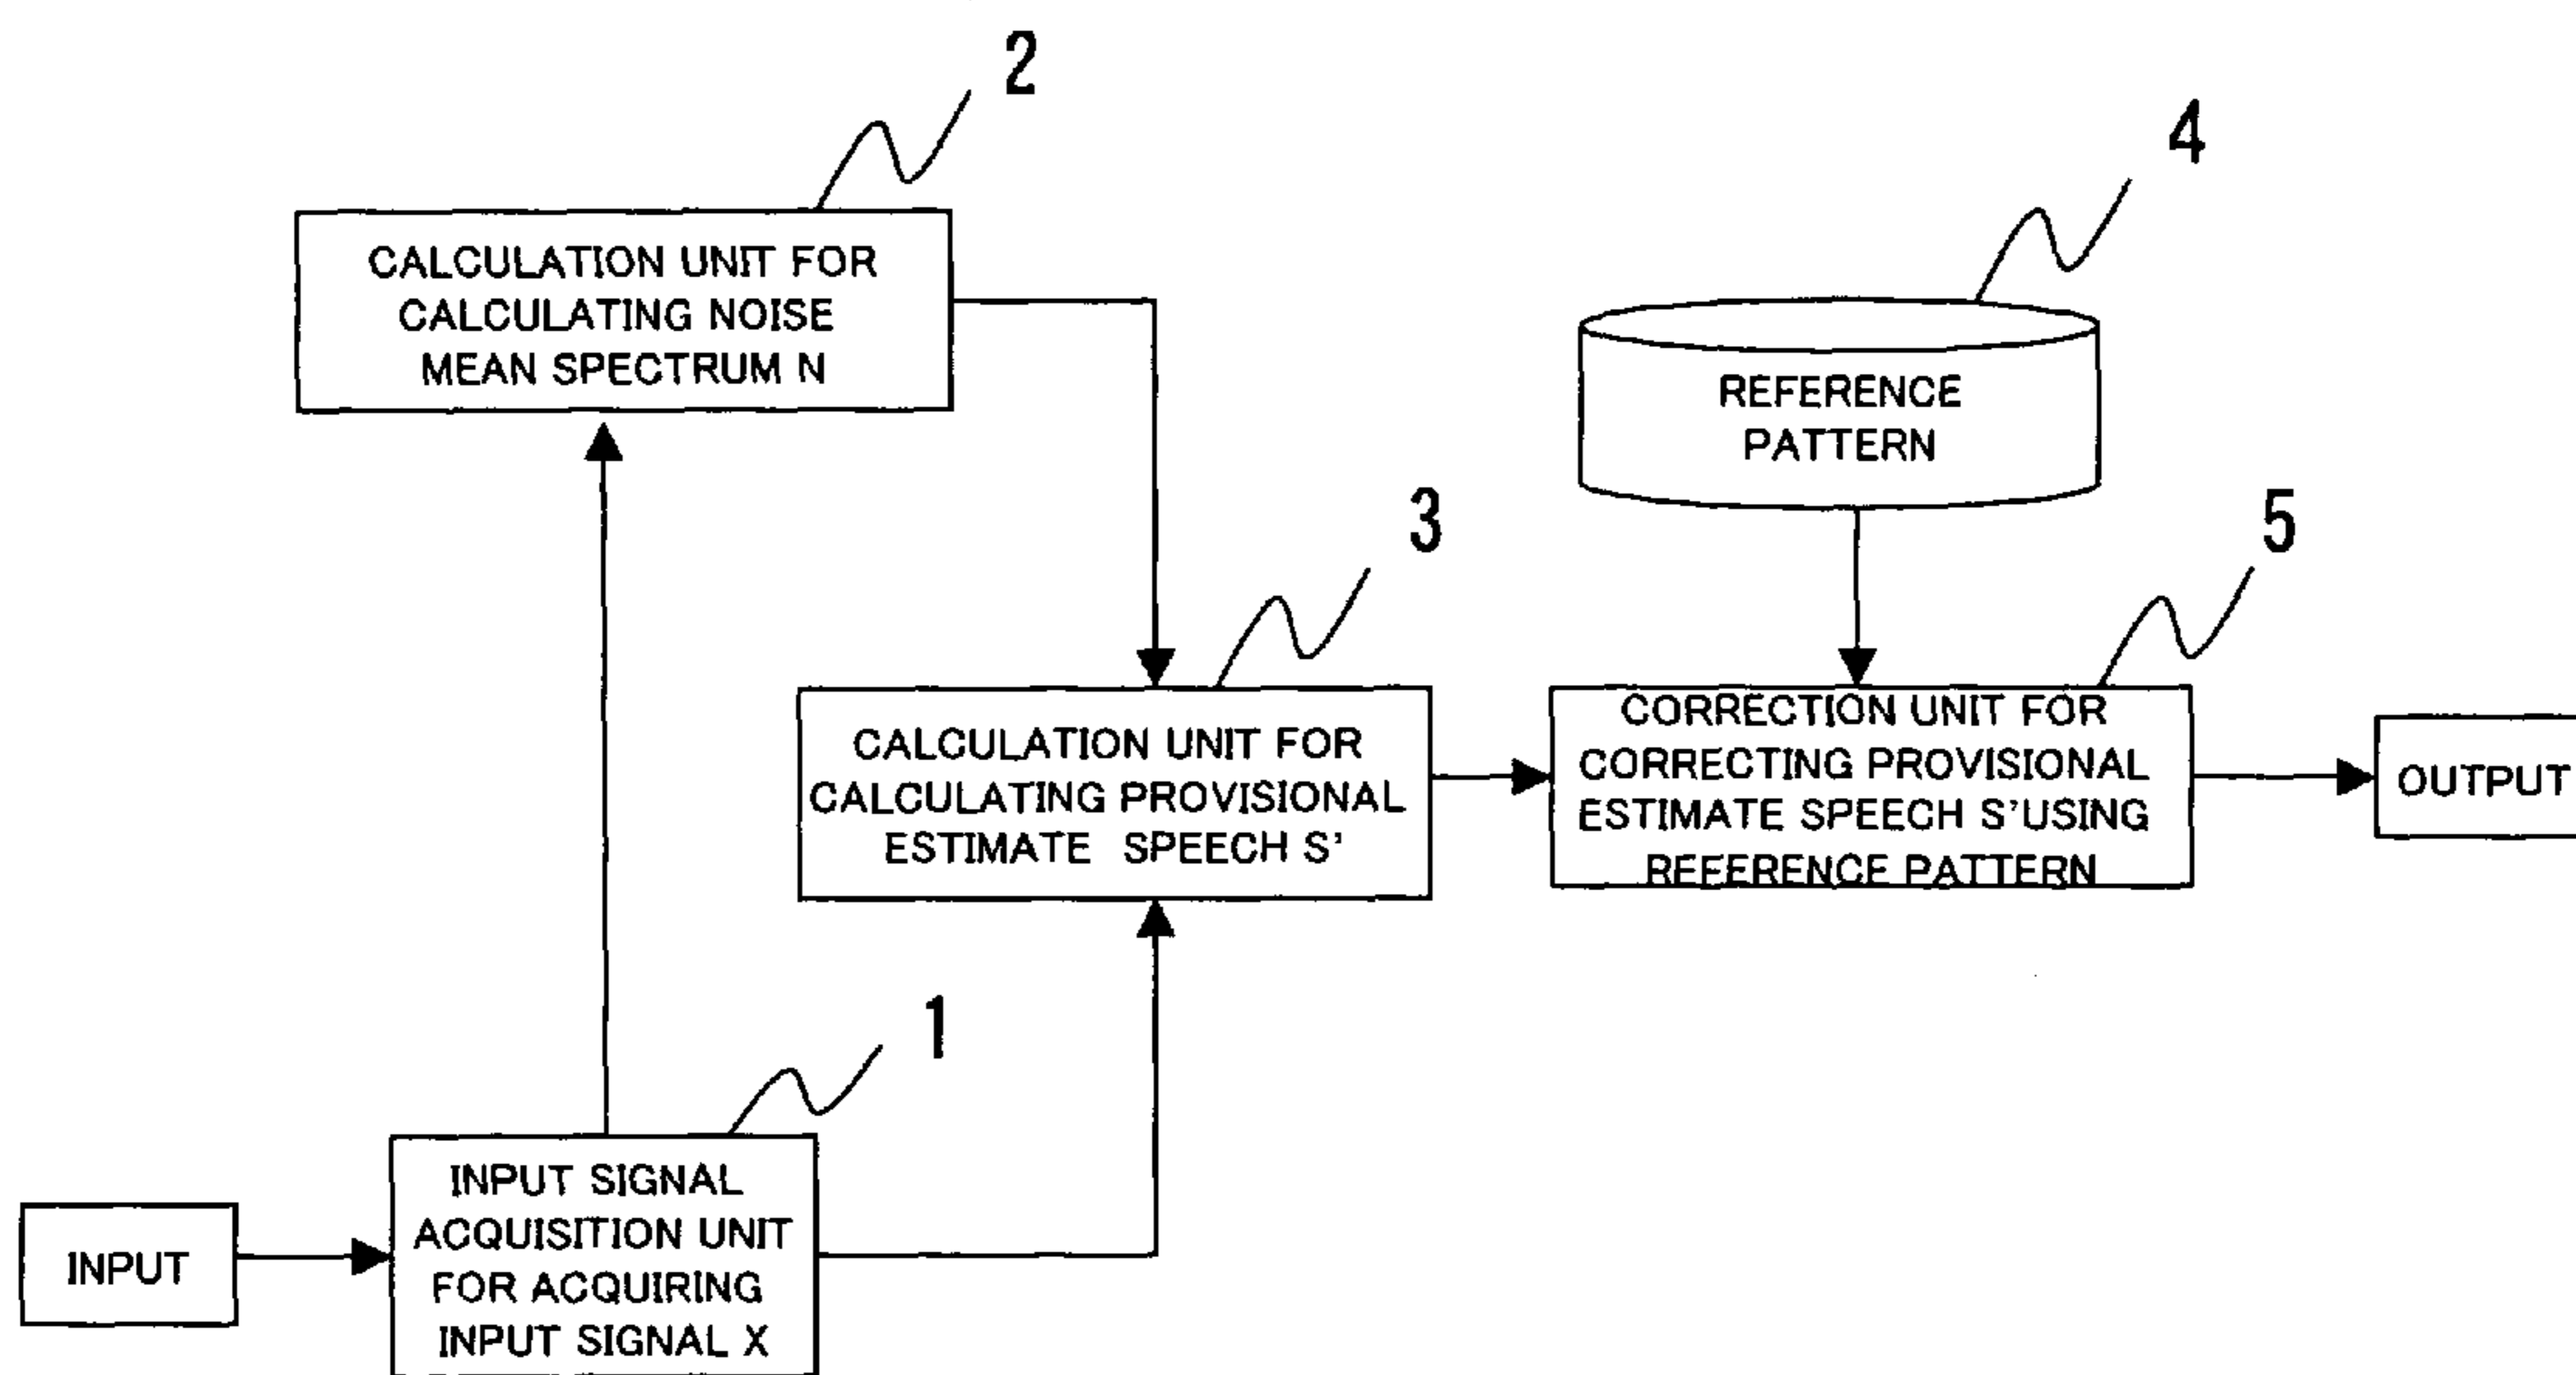 2
CALCULATION UNIT FOR
CALCULATING NOISE
MEAN SPECTRUM N
4
REFERENCE
PATTERN
3
CALCULATION UNIT FOR
CALCULATING PROVISIONAL
ESTIMATE SPEECH S'
5
CORRECTION UNIT FOR
CORRECTING PROVISIONAL
ESTIMATE SPEECH S'USING
REFERENCE PATTERN
OUTPUT
1
INPUT SIGNAL
ACQUISITION UNIT
FOR ACQUIRING
INPUT SIGNAL X
INPUT